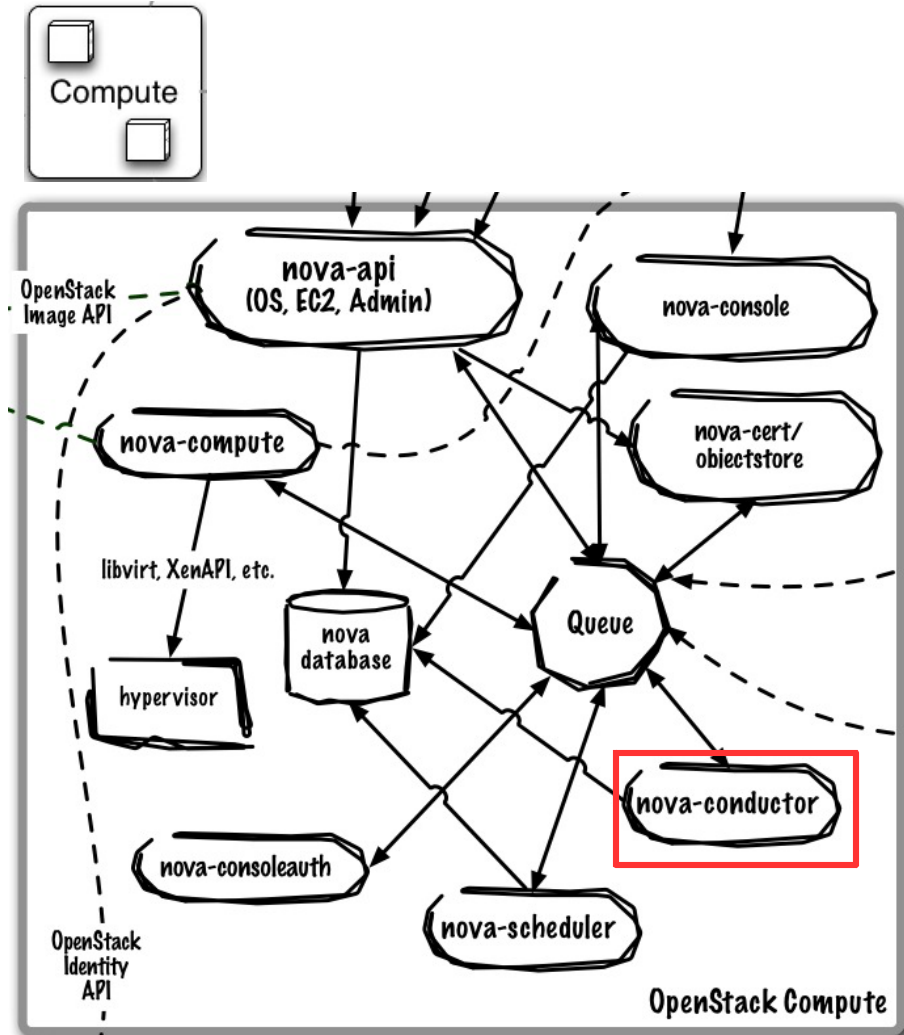 Compute
nova-api
(OS, EC2, Admin)
OpenStack
Image API
nova-console
nova-compute
nova-cert/
objectstore
libvirt, XenAPI, etc.
nova
database
Queue
hypervisor
nova-conductor
nova-consoleauth
nova-scheduler
OpenStack
Identity
API
OpenStack Compute